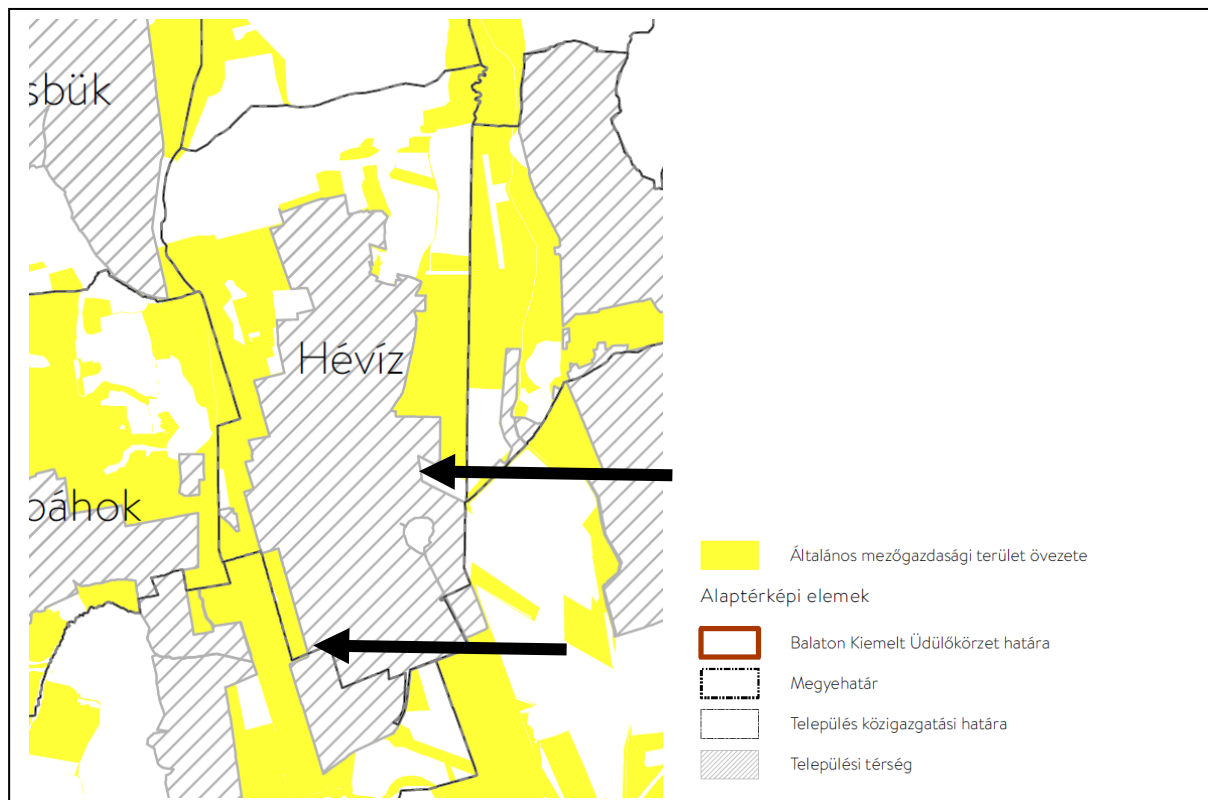 sbük
Hévíz
páhok
Általános mezőgazdasági terület övezete
Alaptérképi elemek
Balaton Kiemelt Üdülőkörzet határa
Megyehatár
Település közigazgatási határa
Települési térség